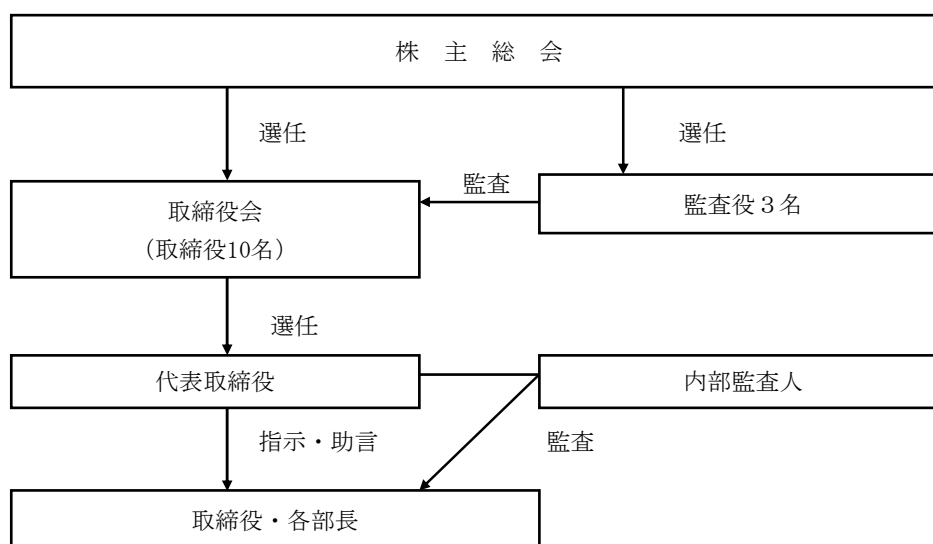 株 主 総 会
選任
選任
監査
監査役３名
取締役会
（取締役10名）
選任
代表取締役
内部監査人
指示・助言
監査
取締役・各部長